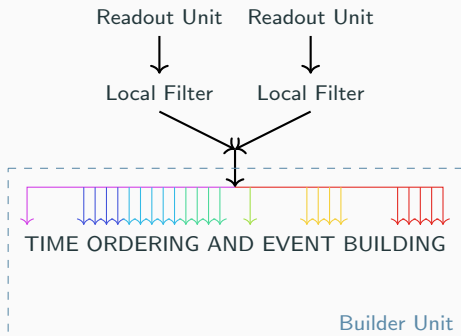 Readout Unit Readout Unit
Local Filter Local Filter
TIME ORDERING AND EVENT BUILDING
Builder Unit